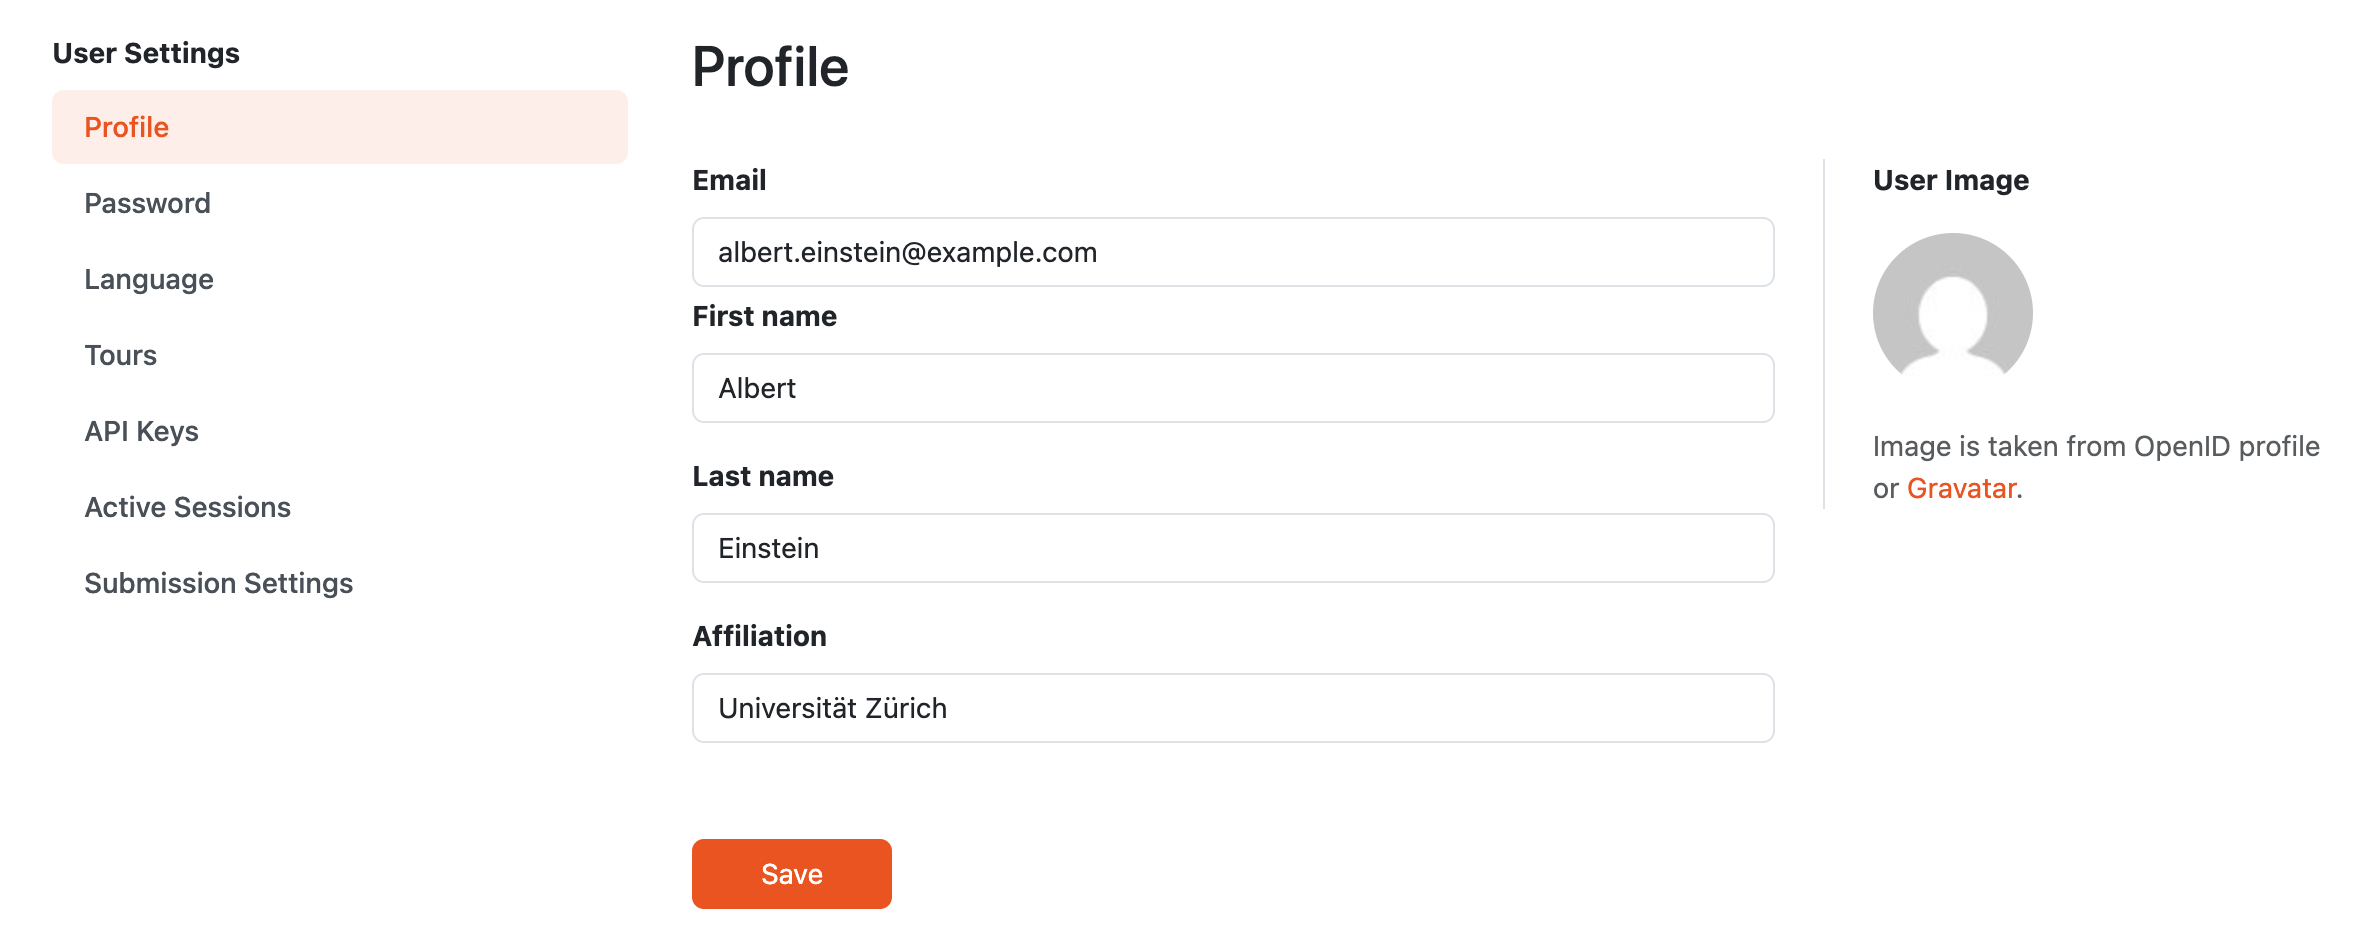 User Settings
Profile
Password
Language
Tours
API Keys
Active Sessions
Submission Settings
Profile
Email
albert.einstein@example.com
First name
Albert
Last name
Einstein
Affiliation
Universität Zürich
Save
User Image
Image is taken from OpenID profile
or Gravatar.